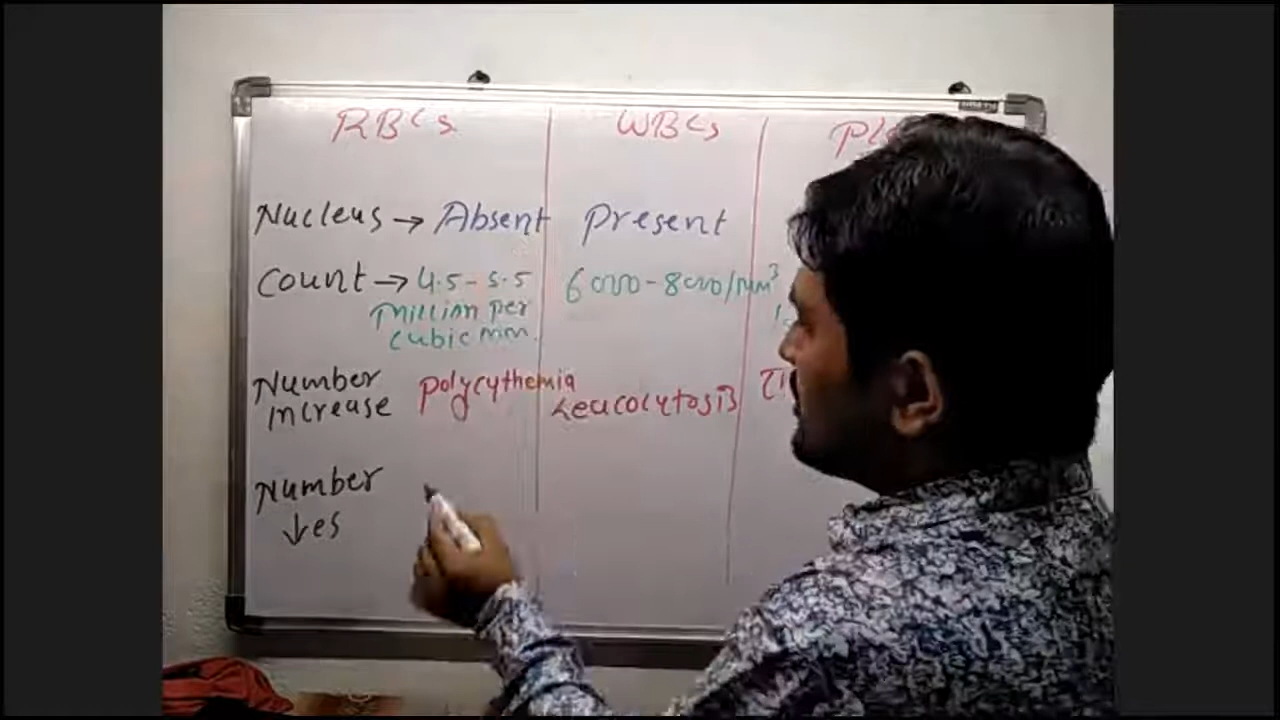 RBCs WBCs
Nucleus → Absent Present
Count → 4.5-5.5 6000-8000/mm³
million per
cubic mm.
Number Polycythemia Leucocytosis
increase
Number
↓es